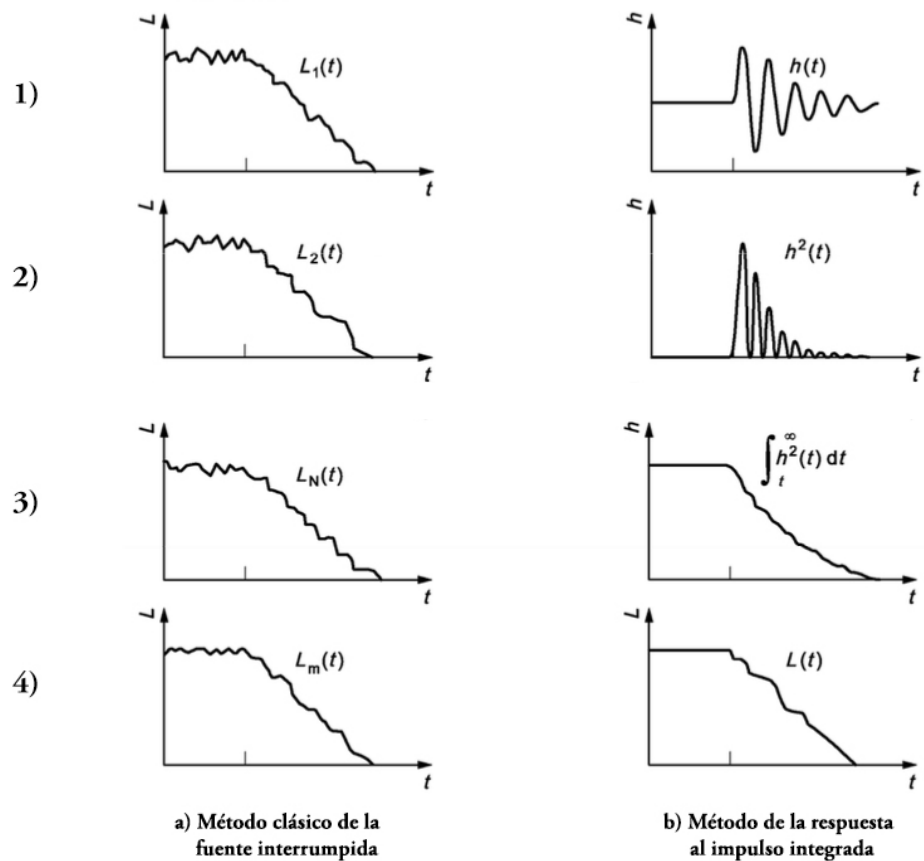 1)
L
L₁(t)
t
h
h(t)
t
2)
L
L₂(t)
t
h
h²(t)
t
3)
L
L_N(t)
t
h
∫_t^∞ h²(t) dt
t
4)
L
L_m(t)
t
L
L(t)
t
a) Método clásico de la
fuente interrumpida
b) Método de la respuesta
al impulso integrada